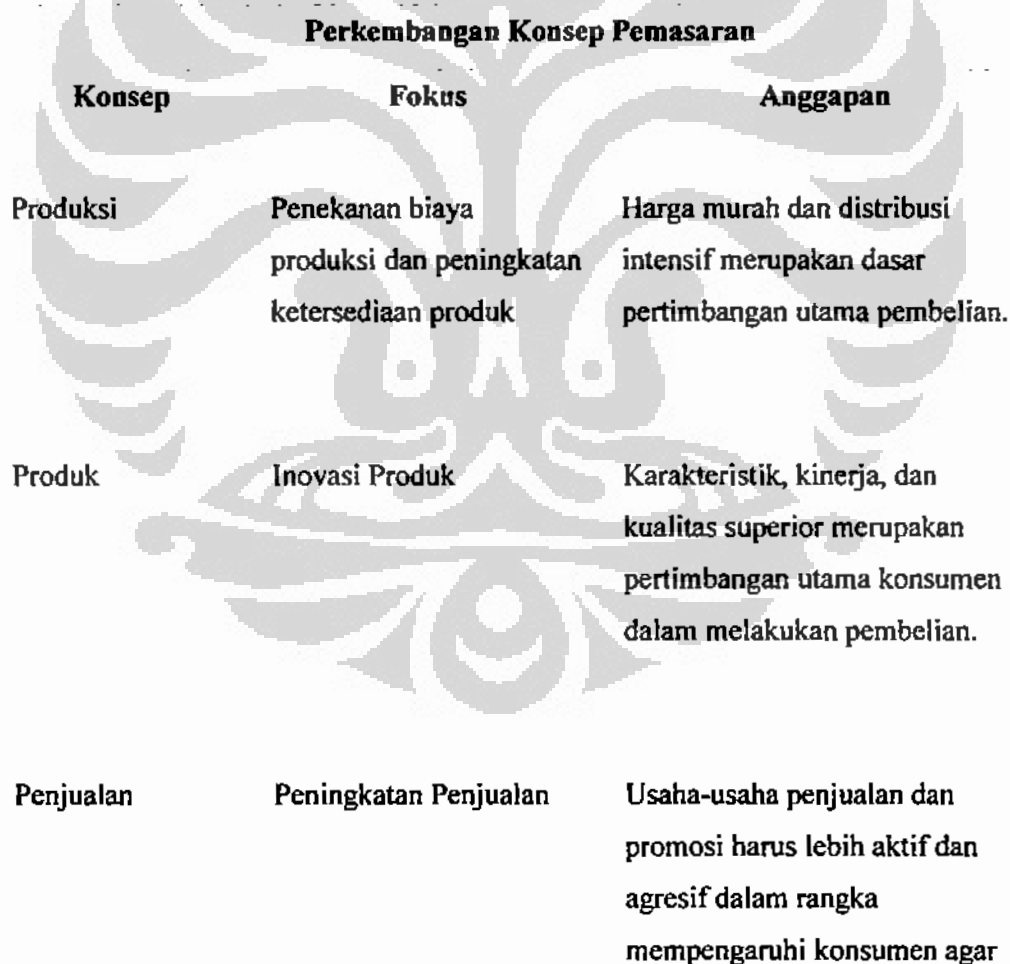 Perkembangan Konsep Pemasaran
Konsep Fokus Anggapan
Produksi Penekanan biaya Harga murah dan distribusi
produksi dan peningkatan intensif merupakan dasar
ketersediaan produk pertimbangan utama pembelian.
Produk Inovasi Produk Karakteristik, kinerja, dan
kualitas superior merupakan
pertimbangan utama konsumen
dalam melakukan pembelian.
Penjualan Peningkatan Penjualan Usaha-usaha penjualan dan
promosi harus lebih aktif dan
agresif dalam rangka
mempengaruhi konsumen agar